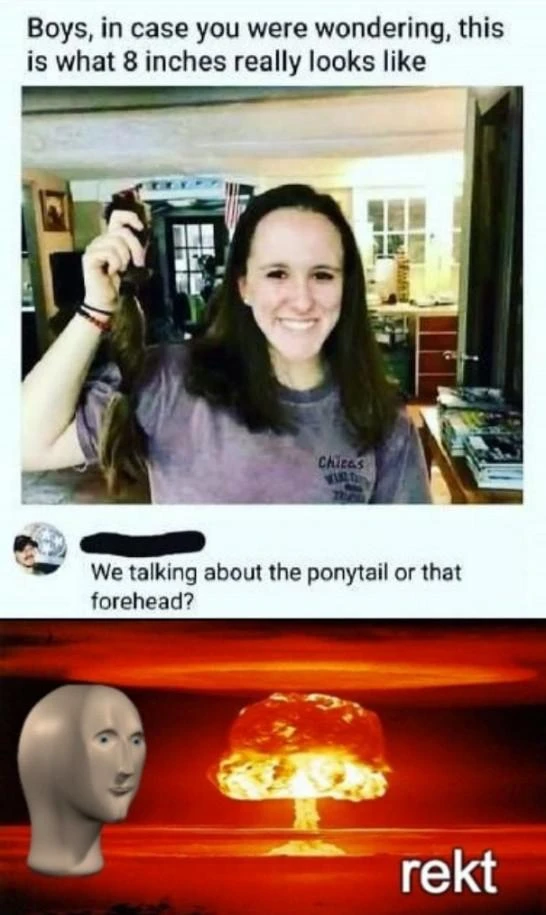 Boys, in case you were wondering, this
is what 8 inches really looks like
Chicas
We talking about the ponytail or that
forehead?
rekt